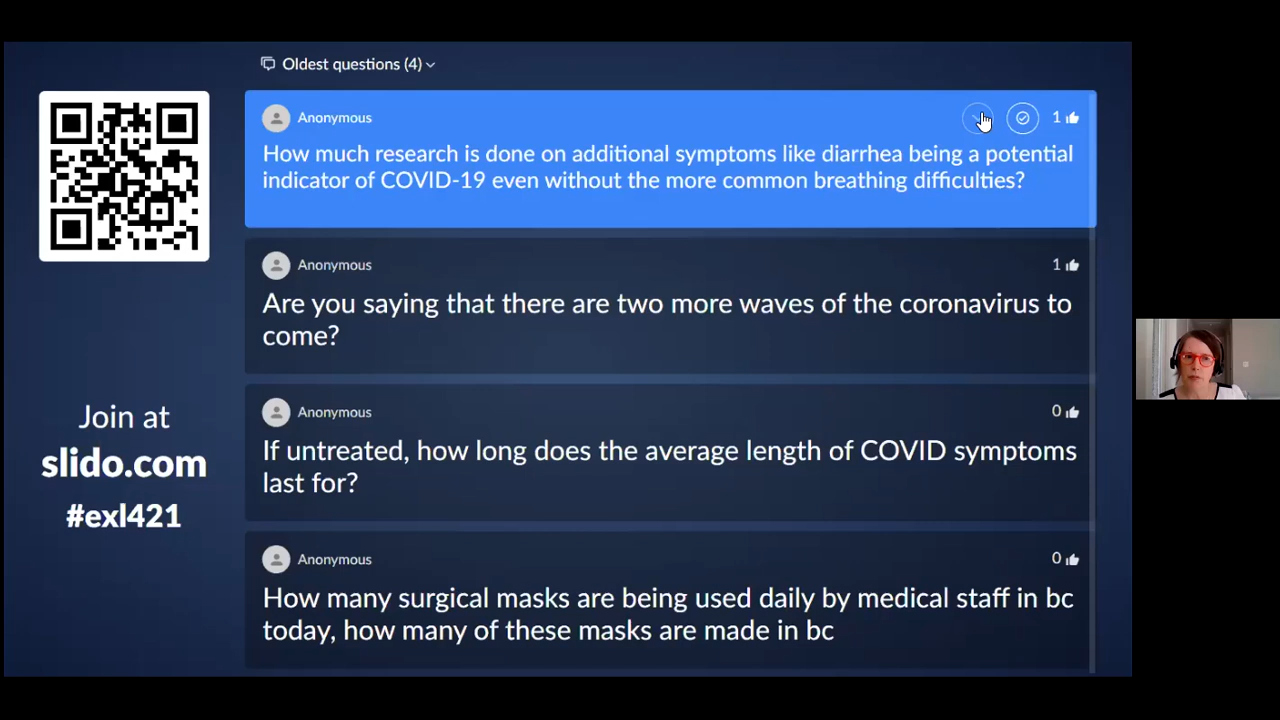 Oldest questions (4)
Anonymous
1
How much research is done on additional symptoms like diarrhea being a potential
indicator of COVID-19 even without the more common breathing difficulties?
Anonymous
1
Are you saying that there are two more waves of the coronavirus to
come?
Anonymous
0
If untreated, how long does the average length of COVID symptoms
last for?
Anonymous
0
How many surgical masks are being used daily by medical staff in bc
today, how many of these masks are made in bc
Join at
slido.com
#exl421